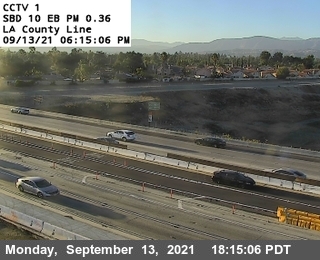 CCTV 1
SBD 10 EB PM 0.36
LA County Line
09/13/21 06:15:06 PM
Monday, September 13, 2021 18:15:06 PDT